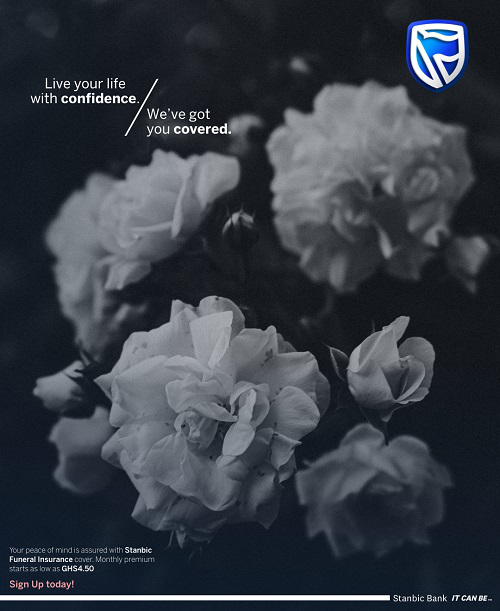 Live your life
with confidence.
We've got
you covered.
Your peace of mind is assured with Stanbic
Funeral Insurance cover. Monthly premium
starts as low as GHS4.50
Sign Up today!
Stanbic Bank IT CAN BE...